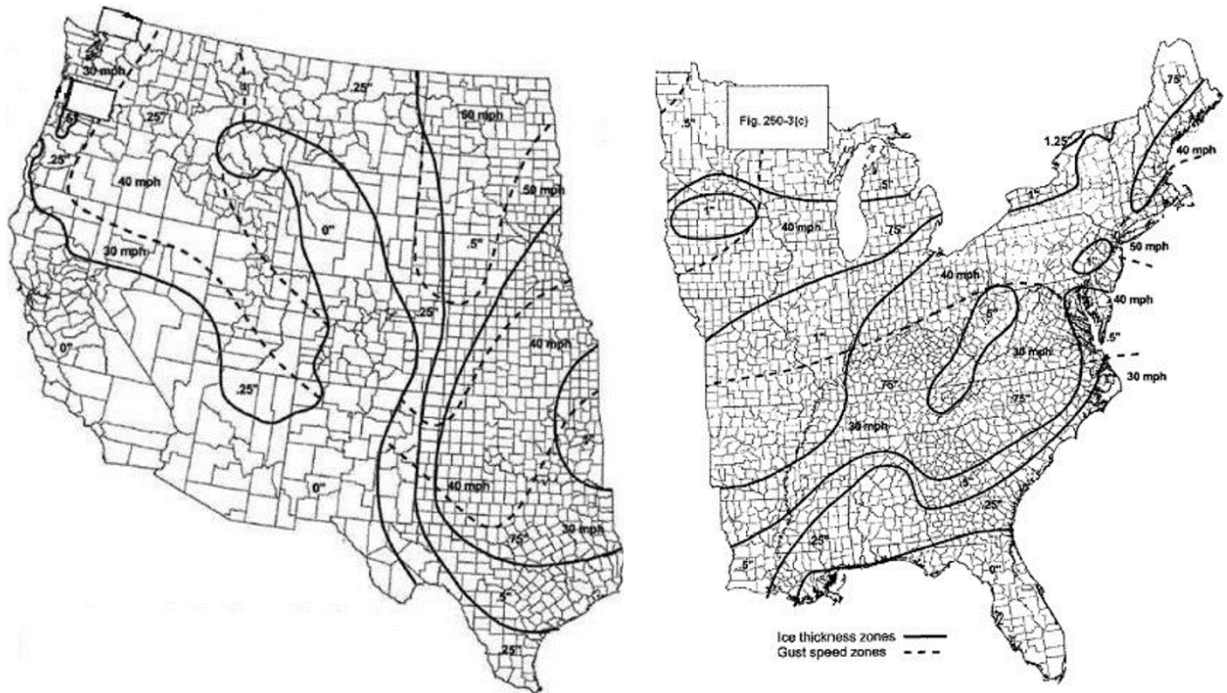 30 mph
.25"
.25"
50 mph
.5"
.25"
40 mph
50 mph
0"
30 mph
.5"
.25"
40 mph
0"
.25"
.5"
0"
40 mph
30 mph
.75"
.5"
.25"
.75"
.5"
Fig. 250-3(c)
1.25"
40 mph
.5"
1"
1"
40 mph
.75"
50 mph
1"
40 mph
40 mph
.5"
.5"
1"
30 mph
30 mph
.75"
.75"
30 mph
.5"
.25"
.25"
.5"
0"
Ice thickness zones
Gust speed zones